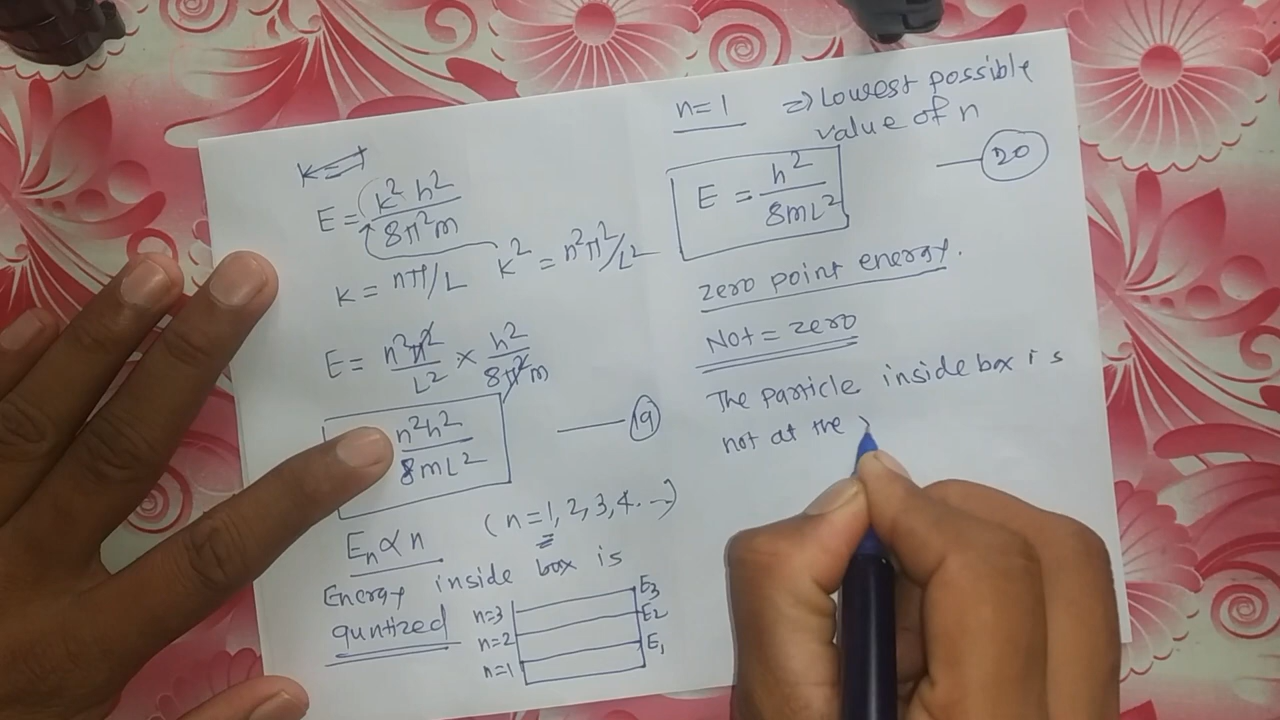 E = k² h² / 8π²m
k = nπ/L k² = n²π²/L²
E = n²π²/L² × h²/8π²m
n²h²/8mL² — 19
Eₙ ∝ n (n = 1, 2, 3, 4. --)
Energy inside box is
quntized
n=3 E3
n=2 E2
n=1 E1
n=1 => Lowest possible
value of n
E = h²/8mL² — 20
zero point energy.
Not = zero
The particle inside box is
not at the